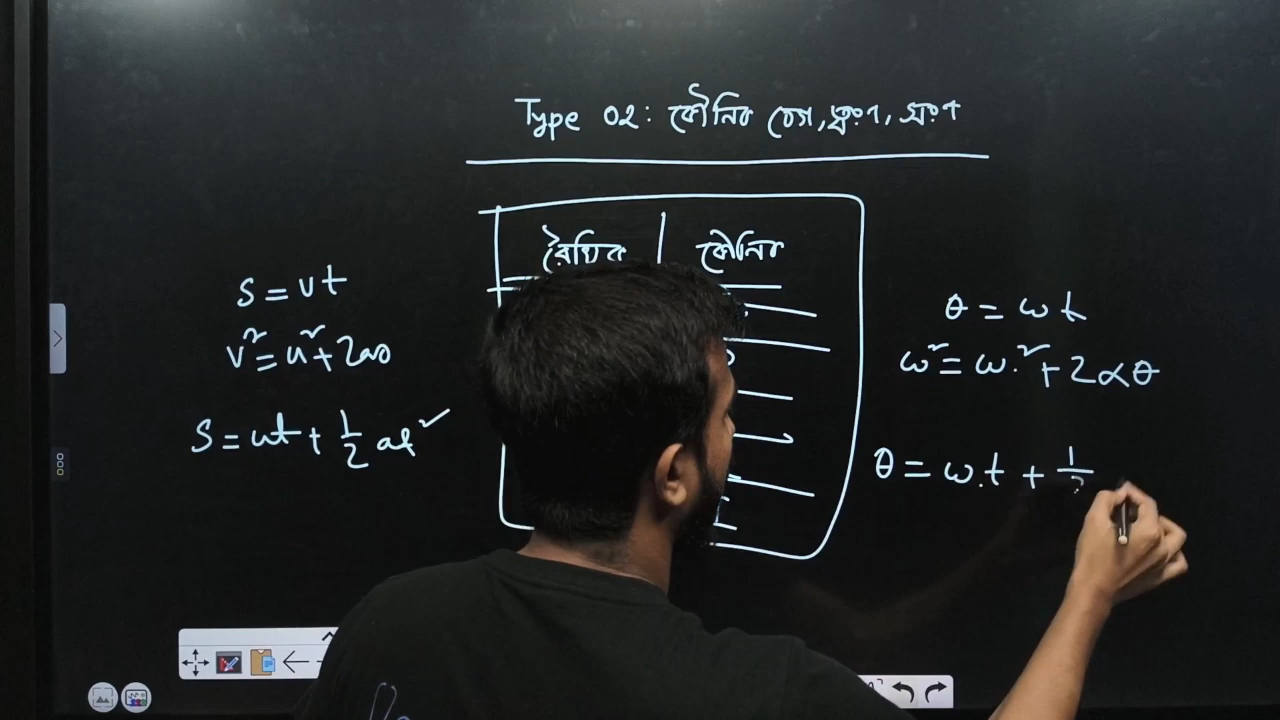 Type 02: কৌনিক বেগ, ত্বরণ, সরণ
রৈখিক কৌনিক
s = vt
v² = u² + 2as
s = ut + 1/2 at²
θ = ωt
ω² = ω₀² + 2αθ
θ = ω₀t + 1/2